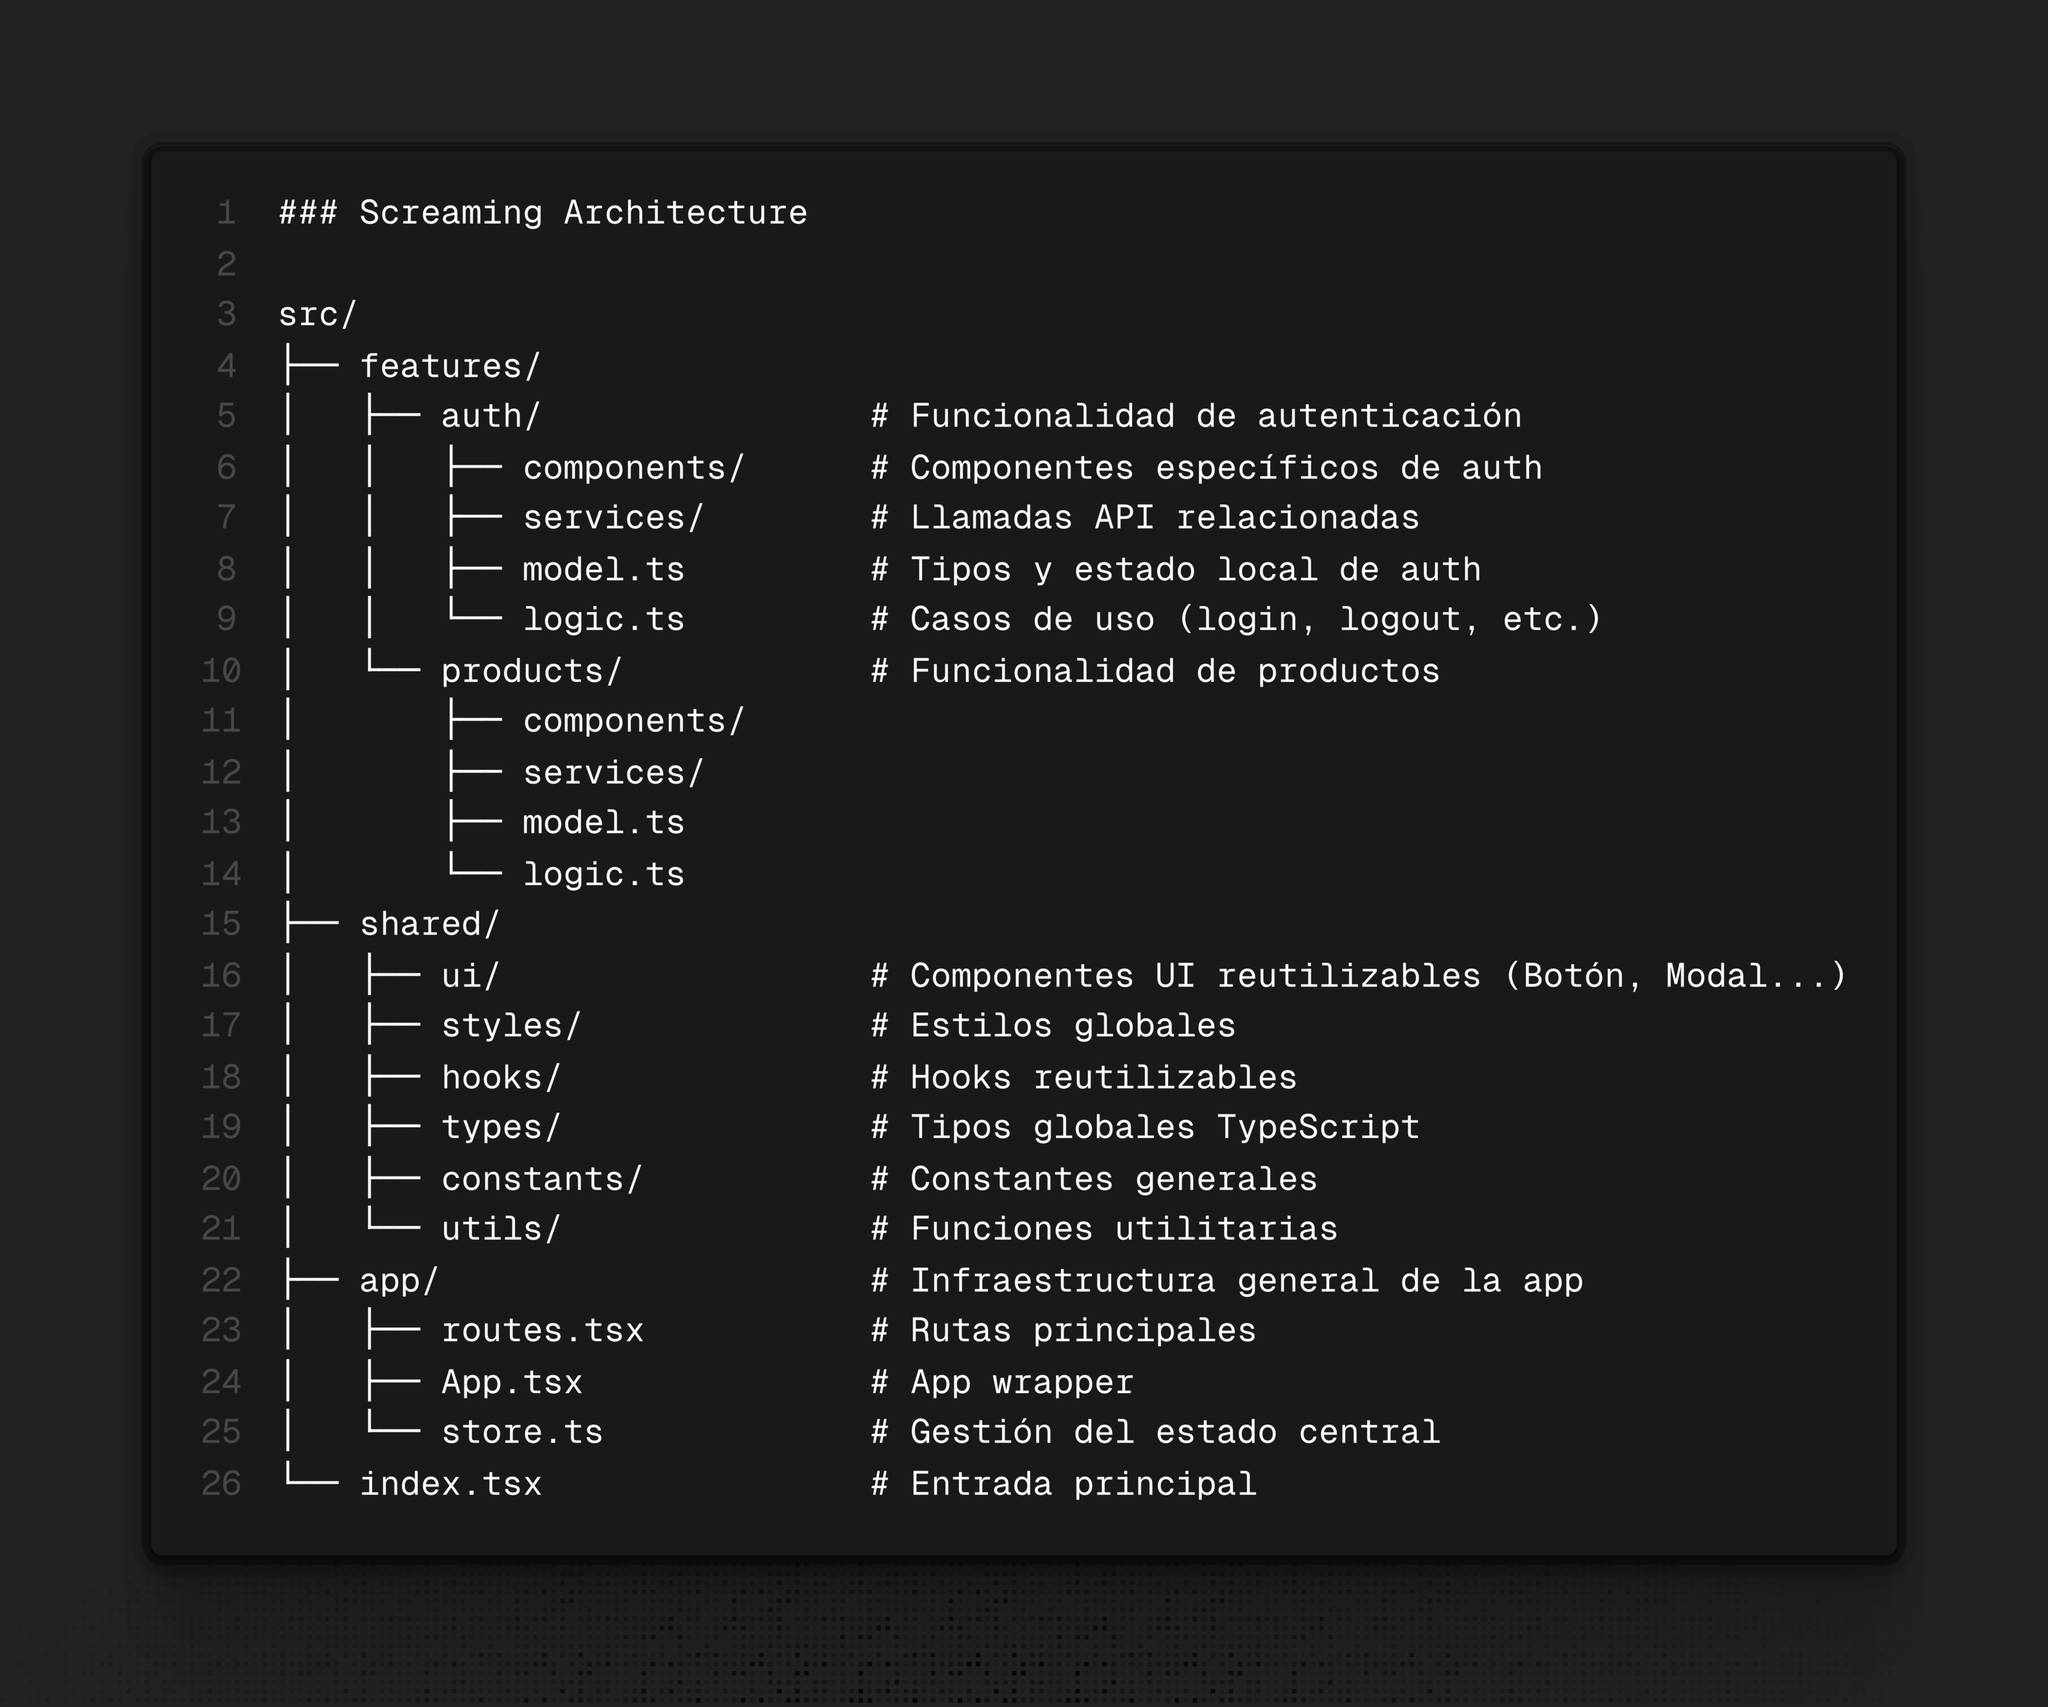 1 ### Screaming Architecture
2
3 src/
4 ├── features/
5 │   ├── auth/                # Funcionalidad de autenticación
6 │   │   ├── components/      # Componentes específicos de auth
7 │   │   ├── services/        # Llamadas API relacionadas
8 │   │   ├── model.ts         # Tipos y estado local de auth
9 │   │   └── logic.ts         # Casos de uso (login, logout, etc.)
10 │   └── products/            # Funcionalidad de productos
11 │       ├── components/
12 │       ├── services/
13 │       ├── model.ts
14 │       └── logic.ts
15 ├── shared/
16 │   ├── ui/                  # Componentes UI reutilizables (Botón, Modal...)
17 │   ├── styles/              # Estilos globales
18 │   ├── hooks/               # Hooks reutilizables
19 │   ├── types/               # Tipos globales TypeScript
20 │   ├── constants/           # Constantes generales
21 │   └── utils/               # Funciones utilitarias
22 ├── app/                     # Infraestructura general de la app
23 │   ├── routes.tsx           # Rutas principales
24 │   ├── App.tsx              # App wrapper
25 │   └── store.ts             # Gestión del estado central
26 └── index.tsx                # Entrada principal